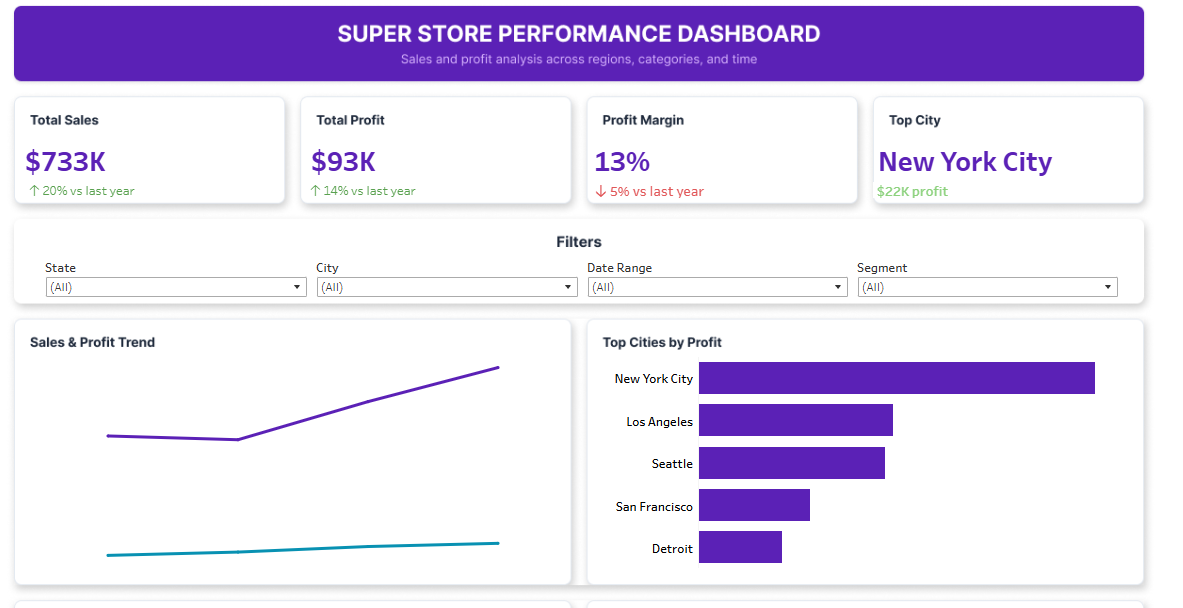 SUPER STORE PERFORMANCE DASHBOARD
Sales and profit analysis across regions, categories, and time
Total Sales
$733K
↑ 20% vs last year
Total Profit
$93K
↑ 14% vs last year
Profit Margin
13%
↓ 5% vs last year
Top City
New York City
$22K profit
Filters
State
(All)
City
(All)
Date Range
(All)
Segment
(All)
Sales & Profit Trend
Top Cities by Profit
New York City
Los Angeles
Seattle
San Francisco
Detroit